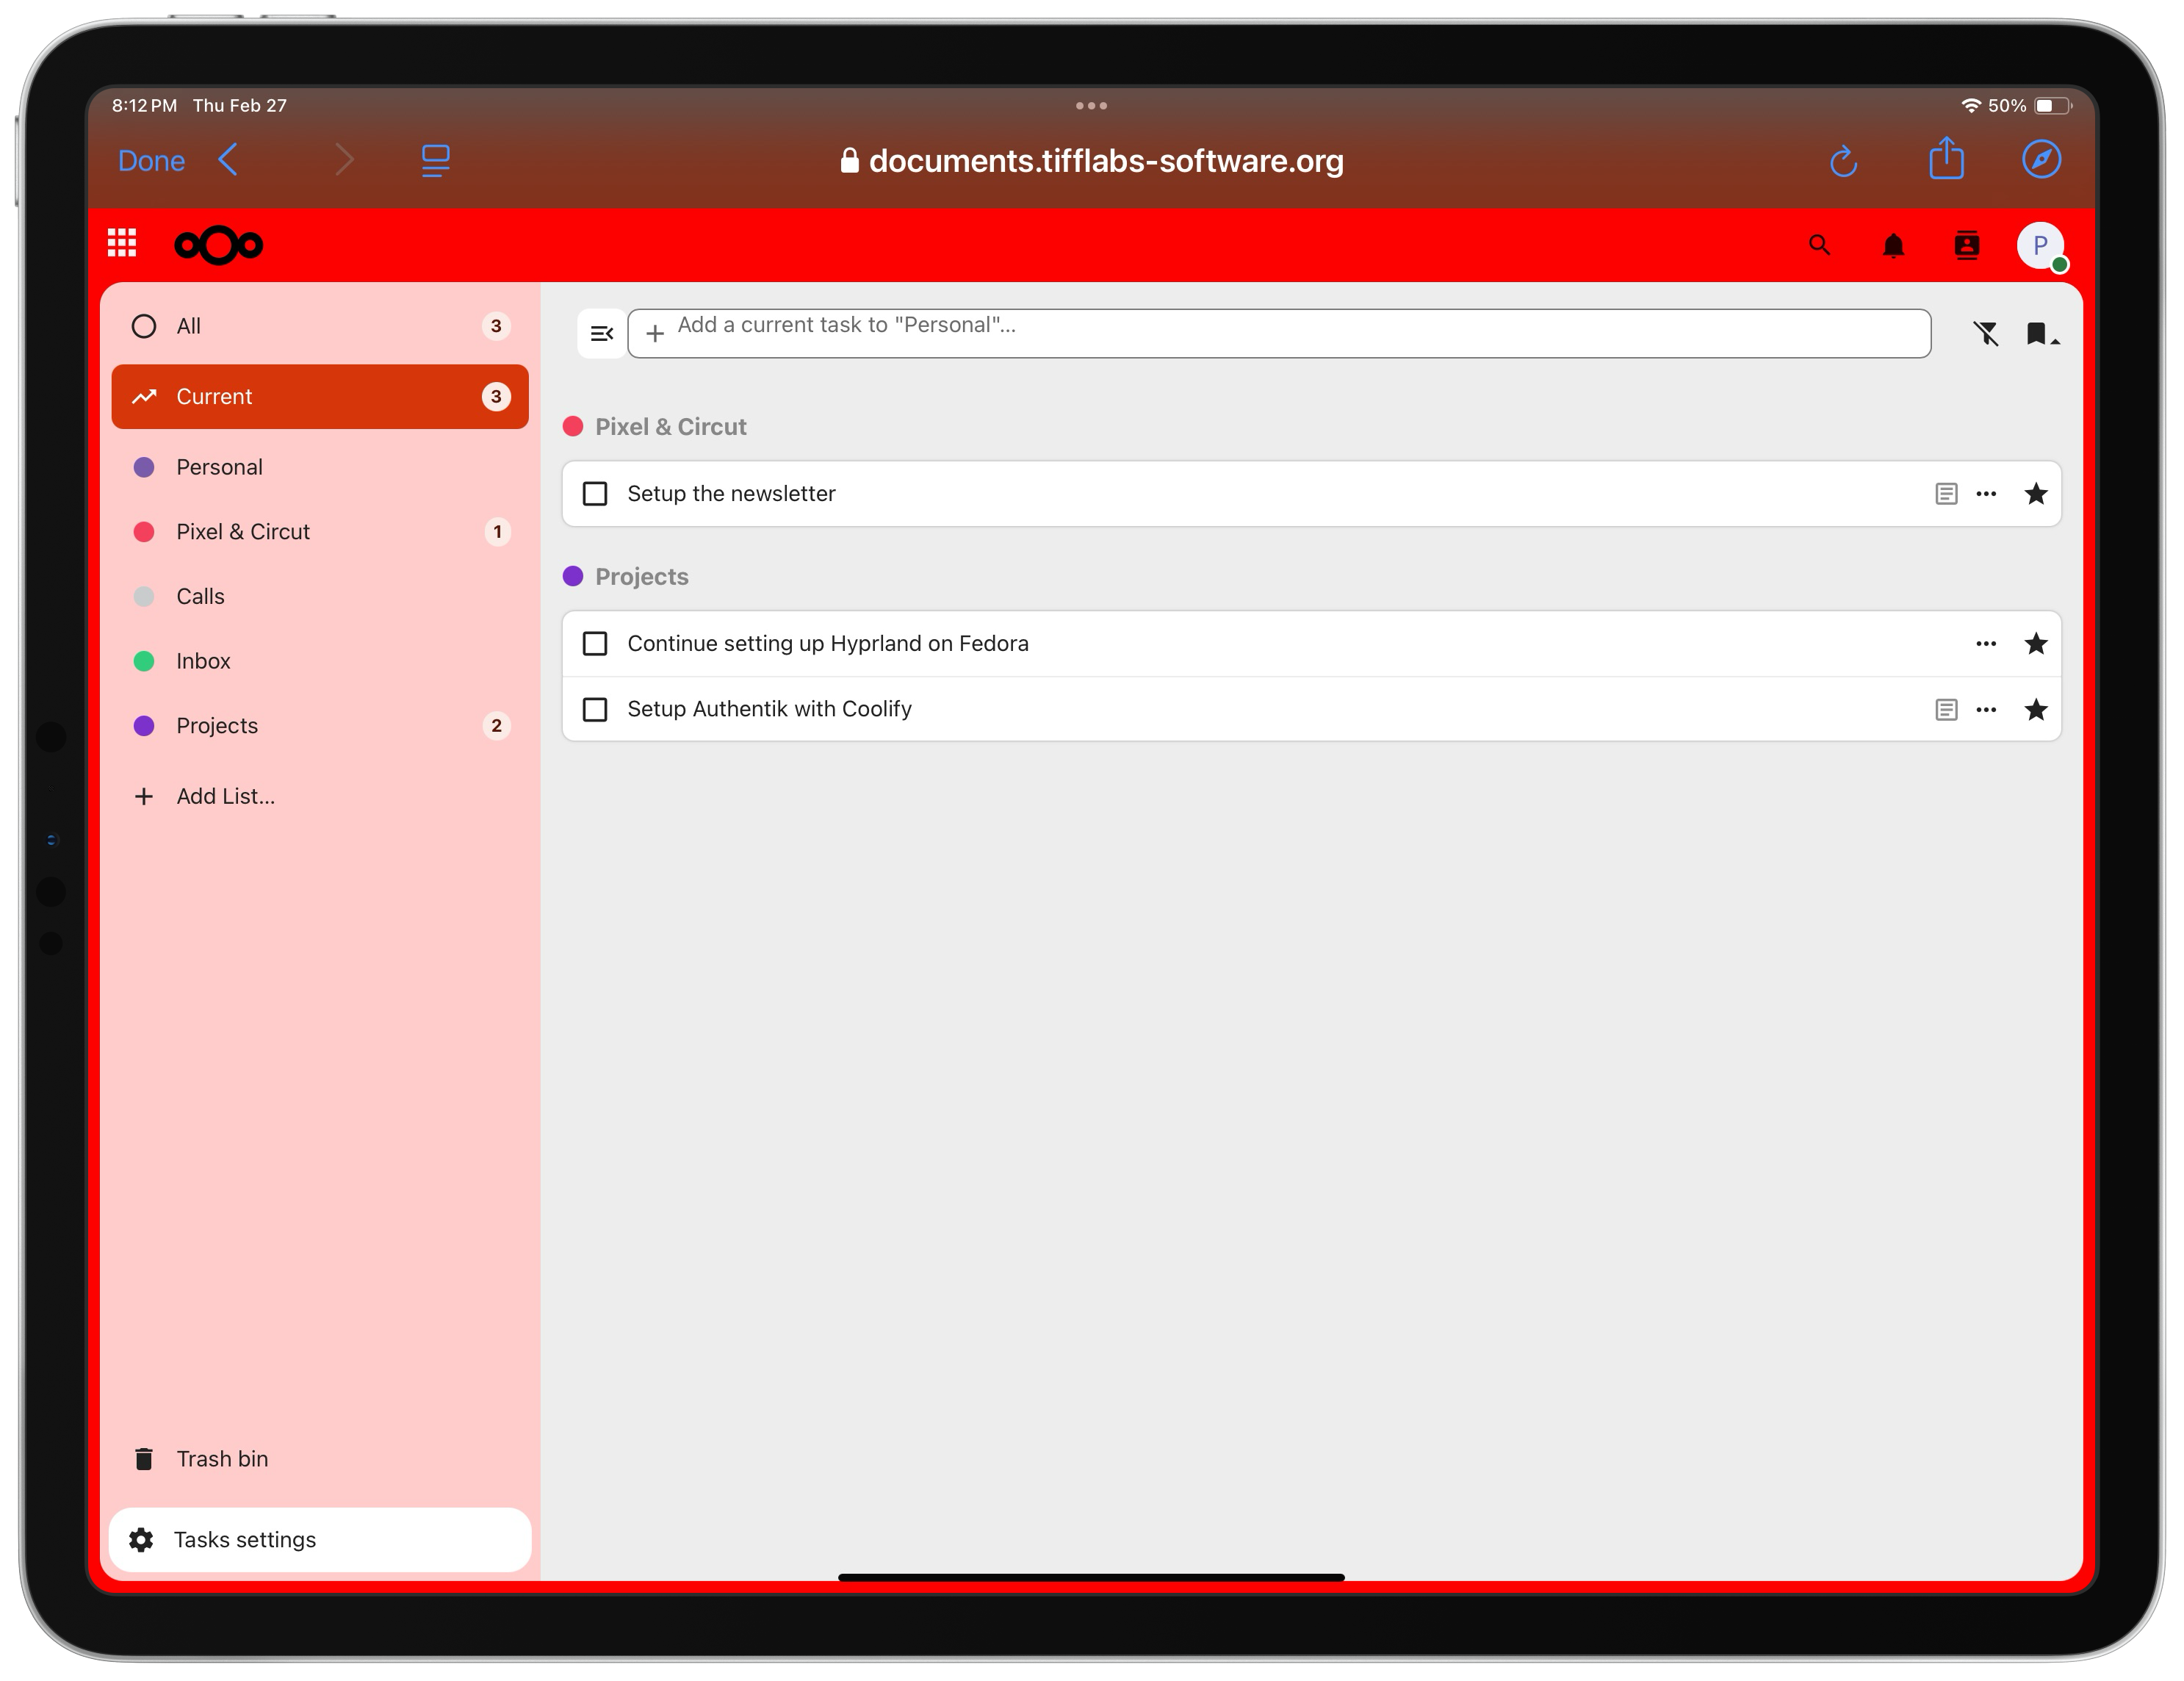 8:12 PM Thu Feb 27
50%
Done
documents.tifflabs-software.org
P
All 3
Current 3
Personal
Pixel & Circut 1
Calls
Inbox
Projects 2
Add List...
Trash bin
Tasks settings
Add a current task to "Personal"...
Pixel & Circut
Setup the newsletter
Projects
Continue setting up Hyprland on Fedora
Setup Authentik with Coolify